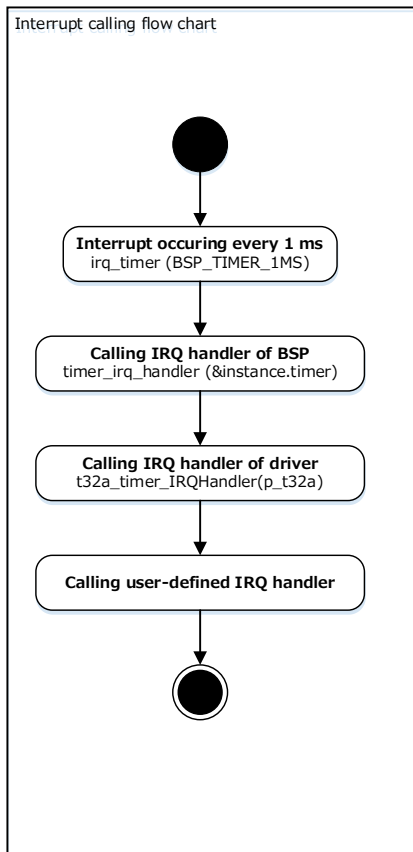 Interrupt calling flow chart
Interrupt occuring every 1 ms
irq_timer (BSP_TIMER_1MS)
Calling IRQ handler of BSP
timer_irq_handler (&instance.timer)
Calling IRQ handler of driver
t32a_timer_IRQHandler(p_t32a)
Calling user-defined IRQ handler